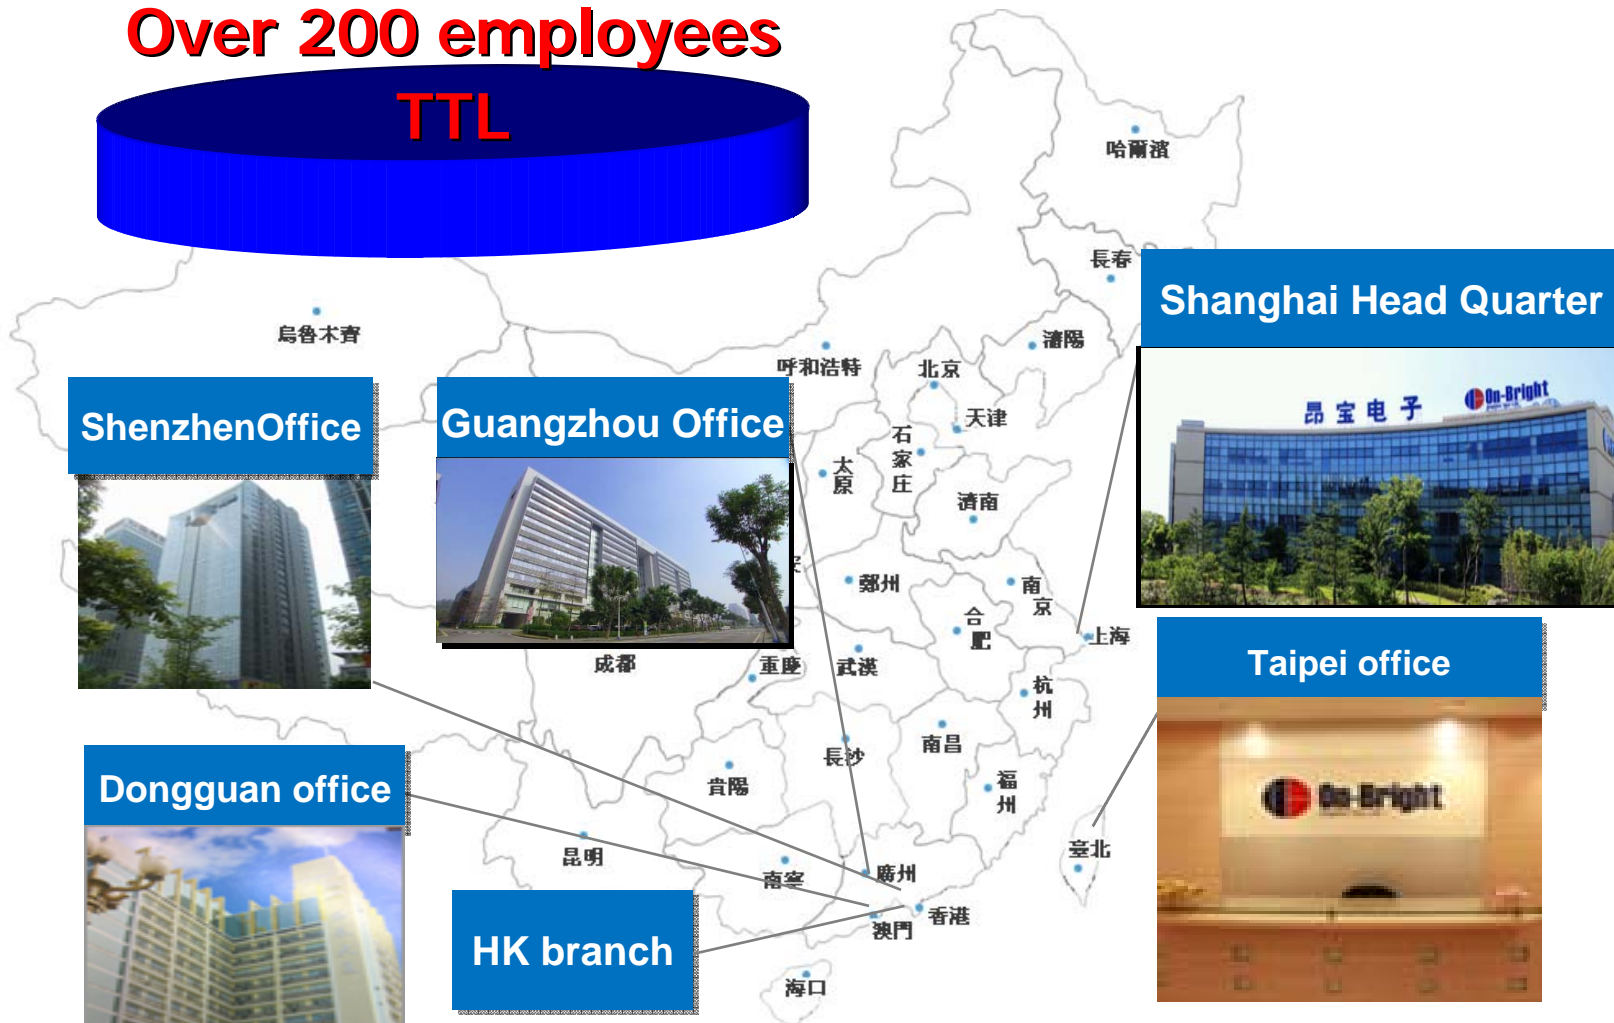 Over 200 employees
TTL
哈爾濱
長春
Shanghai Head Quarter
烏魯木齊
瀋陽
呼和浩特
北京
ShenzhenOffice
Guangzhou Office
天津
石家庄
太原
濟南
昂宝电子
On-Bright
鄭州
南京
合肥
上海
成都
重慶
武漢
Taipei office
杭州
南昌
長沙
貴陽
福州
Dongguan office
On-Bright
昆明
南寧
廣州
臺北
香港
澳門
HK branch
海口